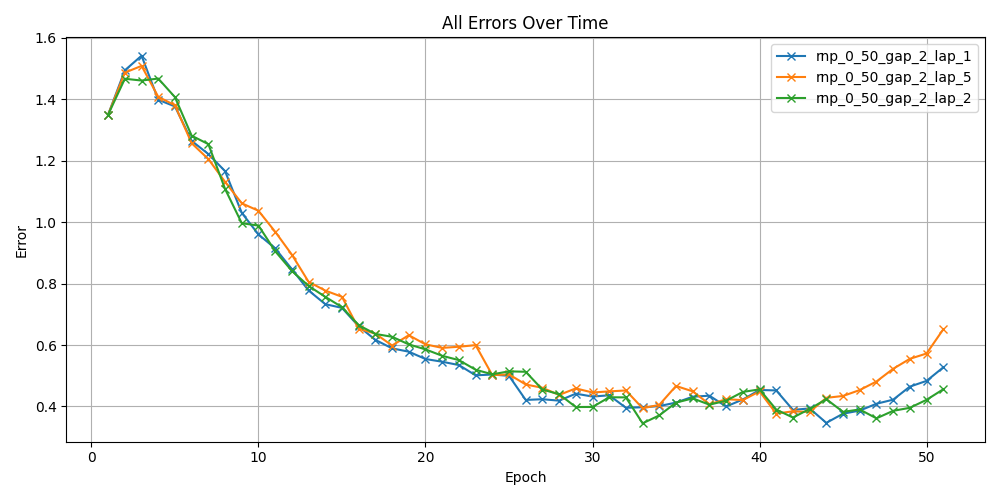 All Errors Over Time
rnp_0_50_gap_2_lap_1
rnp_0_50_gap_2_lap_5
rnp_0_50_gap_2_lap_2
Error
1.6
1.4
1.2
1.0
0.8
0.6
0.4
0 10 20 30 40 50
Epoch